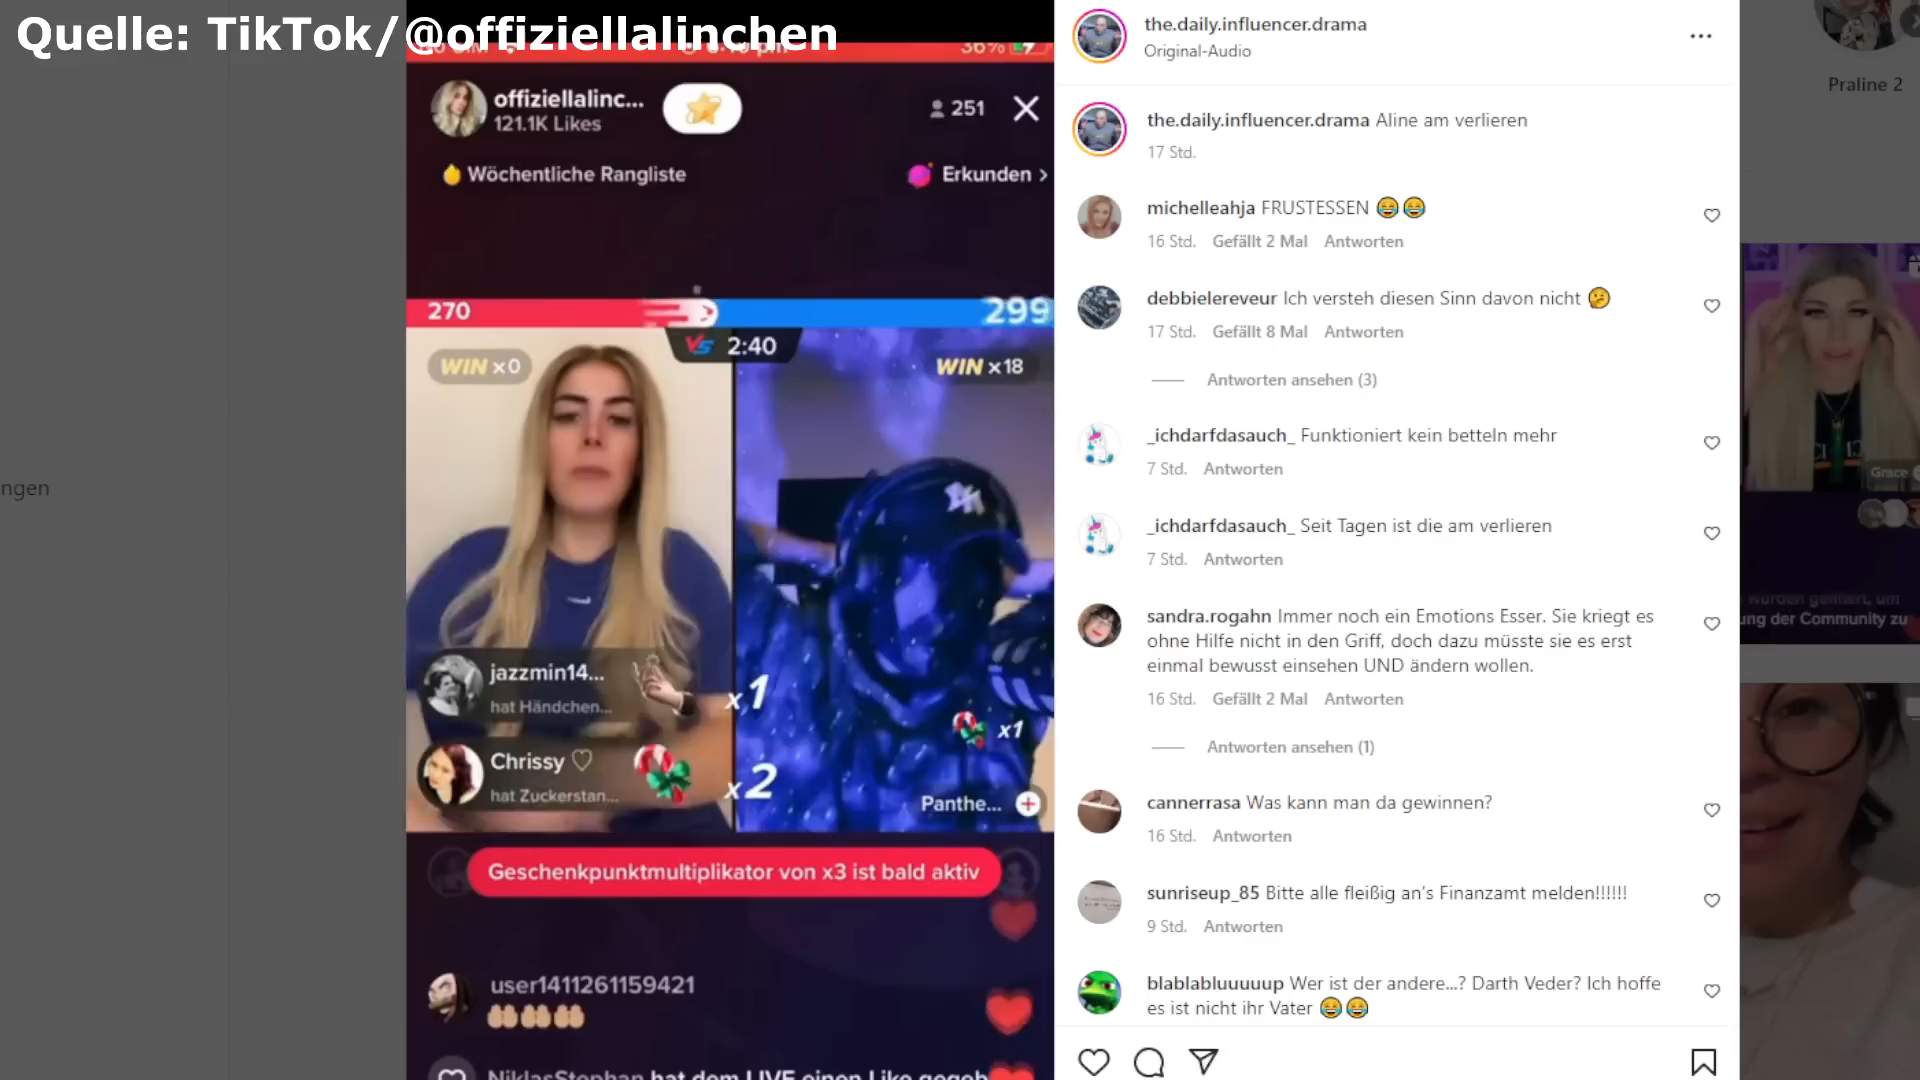 Quelle: TikTok/@offiziellalinchen
36%
offiziellalinc...
121.1K Likes
251
Wöchentliche Rangliste
Erkunden >
270
299
VS 2:40
WIN x0
WIN x18
jazzmin14...
hat Händchen...
x1
Chrissy ♡
hat Zuckerstan...
x2
x1
Panthe...
Geschenkpunktmultiplikator von x3 ist bald aktiv
user1411261159421
🤲🏼🤲🏼🤲🏼
NiklasStephan hat dem LIVE einen Like gegeb
ngen
the.daily.influencer.drama
Original-Audio
the.daily.influencer.drama Aline am verlieren
17 Std.
michelleahja FRUSTESSEN 😂😂
16 Std. Gefällt 2 Mal Antworten
debbielereveur Ich versteh diesen Sinn davon nicht 🤔
17 Std. Gefällt 8 Mal Antworten
Antworten ansehen (3)
_ichdarfdasauch_ Funktioniert kein betteln mehr
7 Std. Antworten
_ichdarfdasauch_ Seit Tagen ist die am verlieren
7 Std. Antworten
sandra.rogahn Immer noch ein Emotions Esser. Sie kriegt es
ohne Hilfe nicht in den Griff, doch dazu müsste sie es erst
einmal bewusst einsehen UND ändern wollen.
16 Std. Gefällt 2 Mal Antworten
Antworten ansehen (1)
cannerrasa Was kann man da gewinnen?
16 Std. Antworten
sunriseup_85 Bitte alle fleißig an's Finanzamt melden!!!!!!
9 Std. Antworten
blablabluuuuup Wer ist der andere...? Darth Veder? Ich hoffe
es ist nicht ihr Vater 😂😂
Praline 2
Grace
wurden gefiltert, um
ung der Community zu